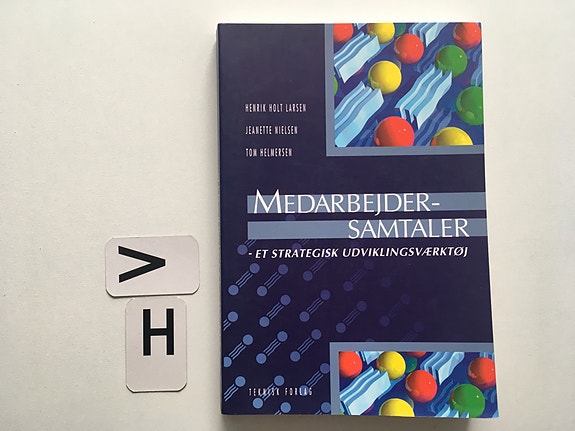 HENRIK HOLT LARSEN
JEANETTE NIELSEN
TOM HELMERSEN
MEDARBEJDER-
SAMTALER
- ET STRATEGISK UDVIKLINGSVÆRKTØJ
TEKNISK FORLAG
V
H